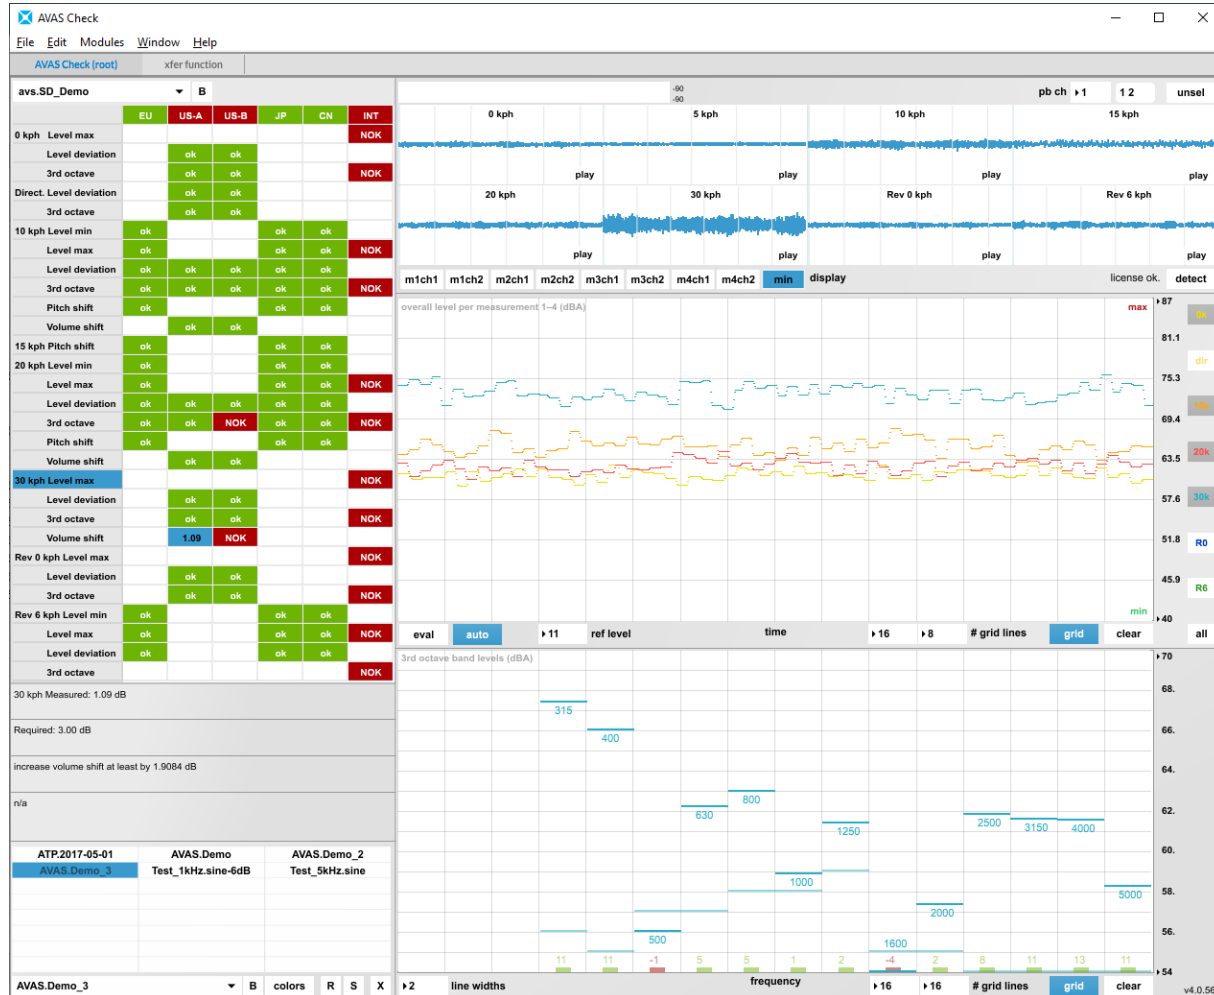 AVAS Check
File Edit Modules Window Help
AVAS Check (root) xfer function
avs.SD_Demo B
EU US-A US-B JP CN INT
0 kph Level max NOK
Level deviation ok ok
3rd octave ok ok NOK
Direct. Level deviation ok ok
3rd octave ok ok
10 kph Level min ok ok ok
Level max ok ok ok NOK
Level deviation ok ok ok ok ok
3rd octave ok ok ok ok ok NOK
Pitch shift ok ok ok
Volume shift ok ok
15 kph Pitch shift ok ok ok
20 kph Level min ok ok ok
Level max ok ok ok NOK
Level deviation ok ok ok ok ok
3rd octave ok ok NOK ok ok NOK
Pitch shift ok ok ok
Volume shift ok ok
30 kph Level max NOK
Level deviation ok ok
3rd octave ok ok NOK
Volume shift 1.09 NOK
Rev 0 kph Level max NOK
Level deviation ok ok
3rd octave ok ok NOK
Rev 6 kph Level min ok ok ok
Level max ok ok ok NOK
Level deviation ok ok ok
3rd octave NOK
30 kph Measured: 1.09 dB
Required: 3.00 dB
increase volume shift at least by 1.9084 dB
n/a
ATP.2017-05-01 AVAS.Demo AVAS.Demo_2
AVAS.Demo_3 Test_1kHz.sine-6dB Test_5kHz.sine
AVAS.Demo_3 B colors R S X
-90
-90
pb ch 1 1 2 unsel
0 kph 5 kph 10 kph 15 kph
play play play play
20 kph 30 kph Rev 0 kph Rev 6 kph
play play play play
m1ch1 m1ch2 m2ch1 m2ch2 m3ch1 m3ch2 m4ch1 m4ch2 min display license ok. detect
overall level per measurement 1–4 (dBA) max
87
81.1
75.3
69.4
63.5
57.6
51.8
45.9
min
40
0k
dir
10k
20k
30k
R0
R6
eval auto 11 ref level time 16 8 # grid lines grid clear all
3rd octave band levels (dBA)
70
68.
66.
64.
62.
60.
58.
56.
54
315
400
630
800
1250
2500 3150 4000
1000
5000
2000
500
1600
11 11 -1 5 5 1 2 -4 2 8 11 13 11
2 line widths frequency 16 16 # grid lines grid clear v4.0.56